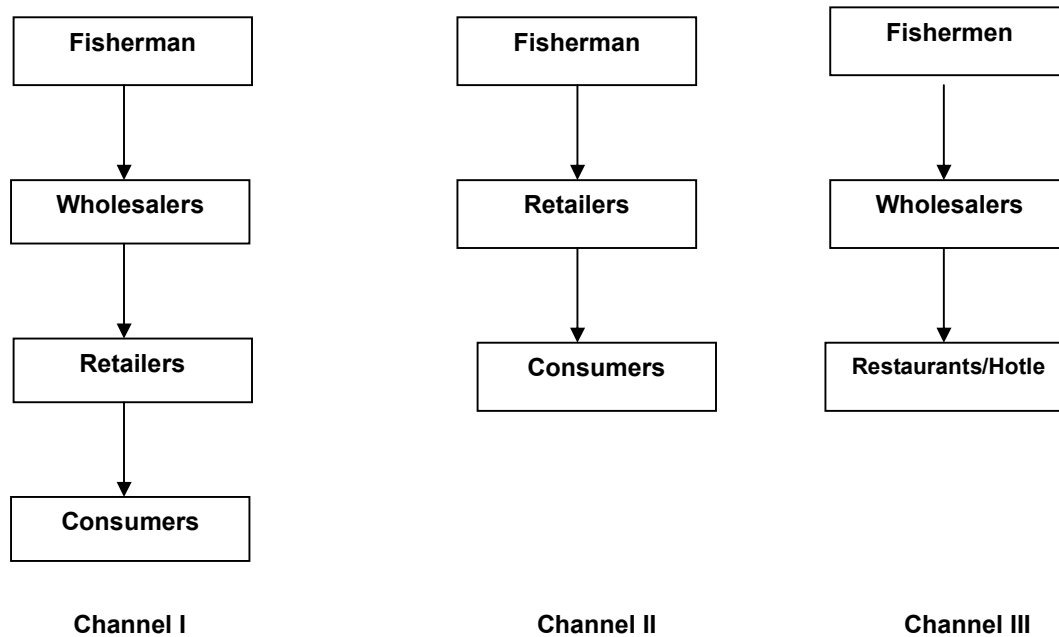 Fisherman
Wholesalers
Retailers
Consumers
Channel I
Fisherman
Retailers
Consumers
Channel II
Fishermen
Wholesalers
Restaurants/Hotle
Channel III